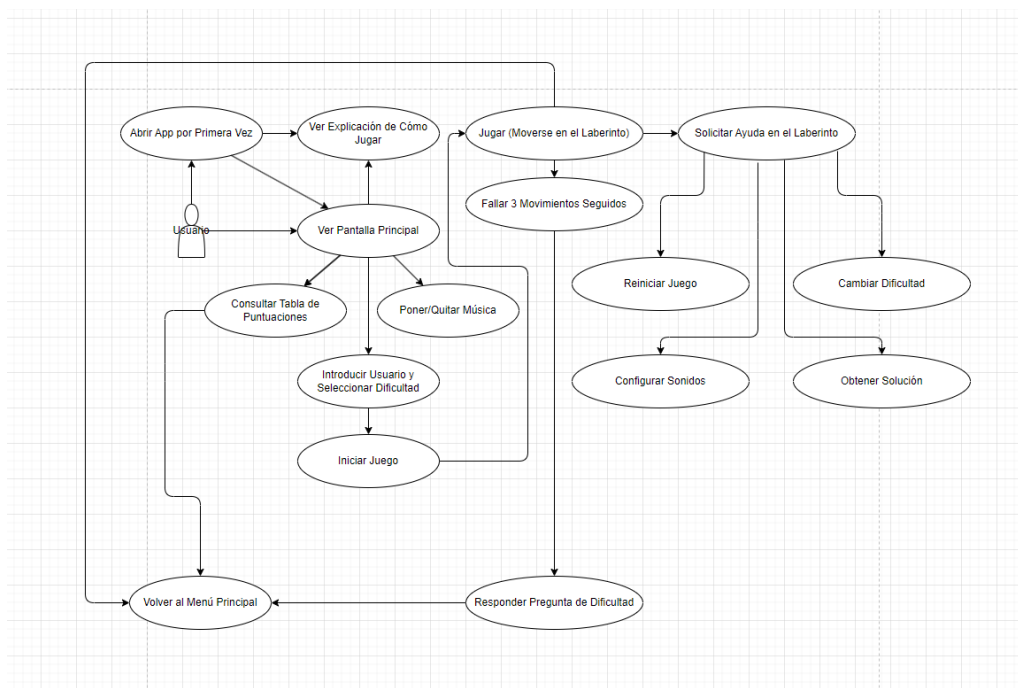 Abrir App por Primera Vez
Ver Explicación de Cómo
Jugar
Jugar (Moverse en el Laberinto)
Solicitar Ayuda en el Laberinto
Fallar 3 Movimientos Seguidos
Usuario
Ver Pantalla Principal
Reiniciar Juego
Cambiar Dificultad
Consultar Tabla de
Puntuaciones
Poner/Quitar Música
Introducir Usuario y
Seleccionar Dificultad
Configurar Sonidos
Obtener Solución
Iniciar Juego
Volver al Menú Principal
Responder Pregunta de Dificultad